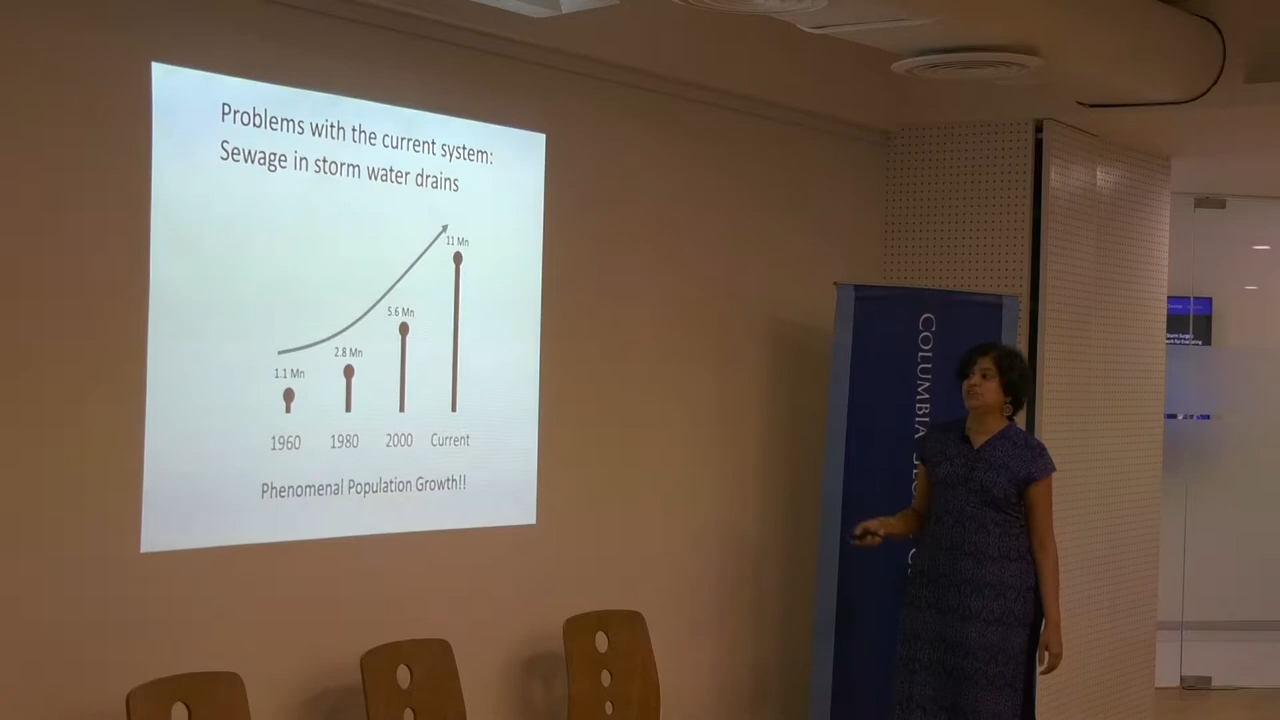 Problems with the current system:
Sewage in storm water drains
11 Mn
5.6 Mn
2.8 Mn
1.1 Mn
1960 1980 2000 Current
Phenomenal Population Growth!!
COLUMBIA